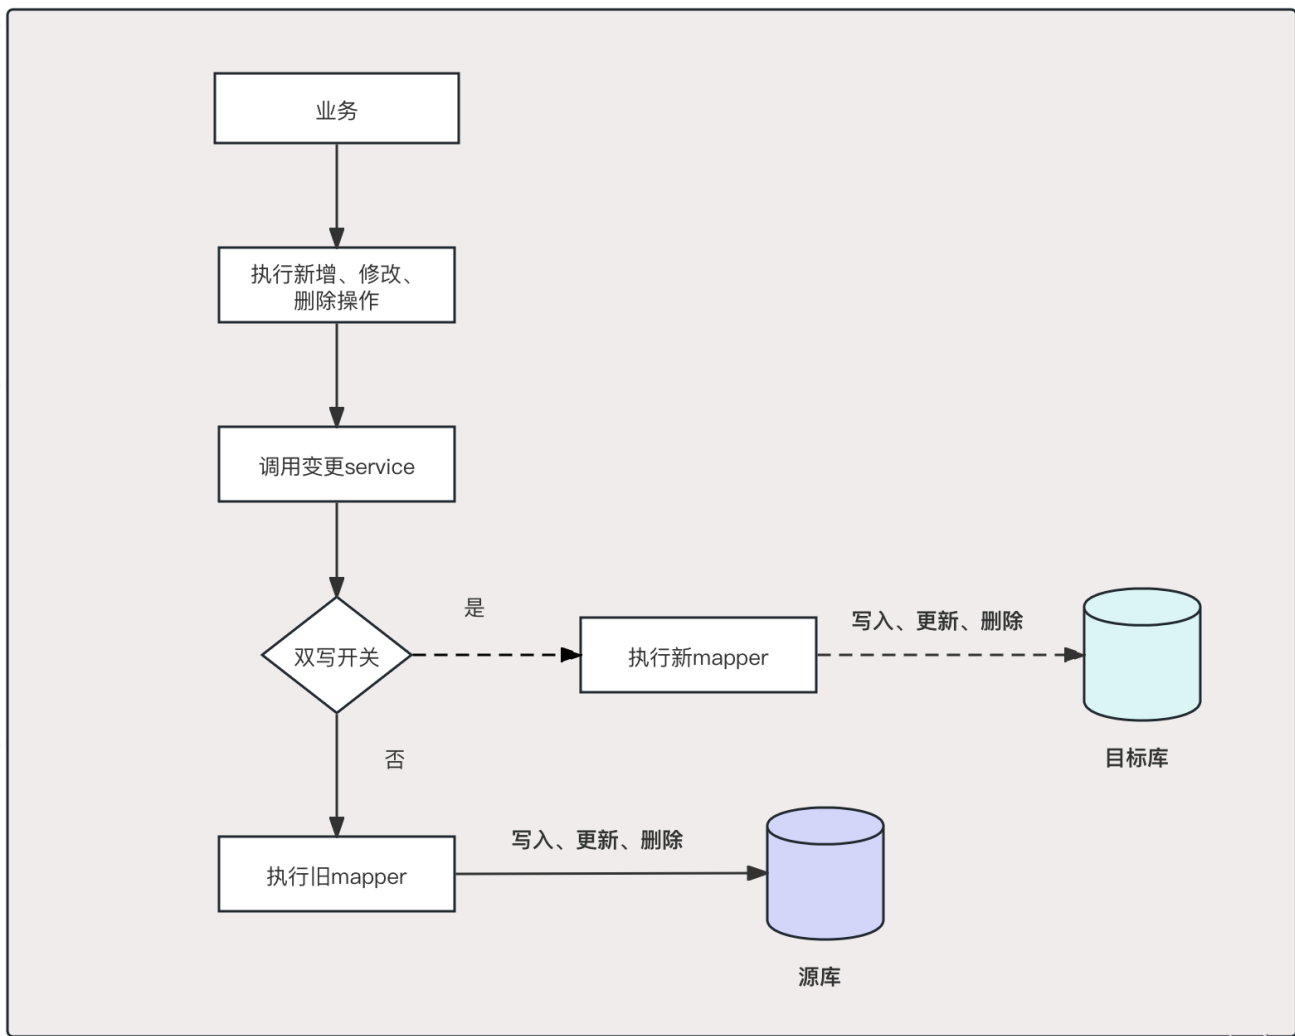 业务
执行新增、修改、
删除操作
调用变更service
双写开关
是
执行新mapper
写入、更新、删除
目标库
否
执行旧mapper
写入、更新、删除
源库